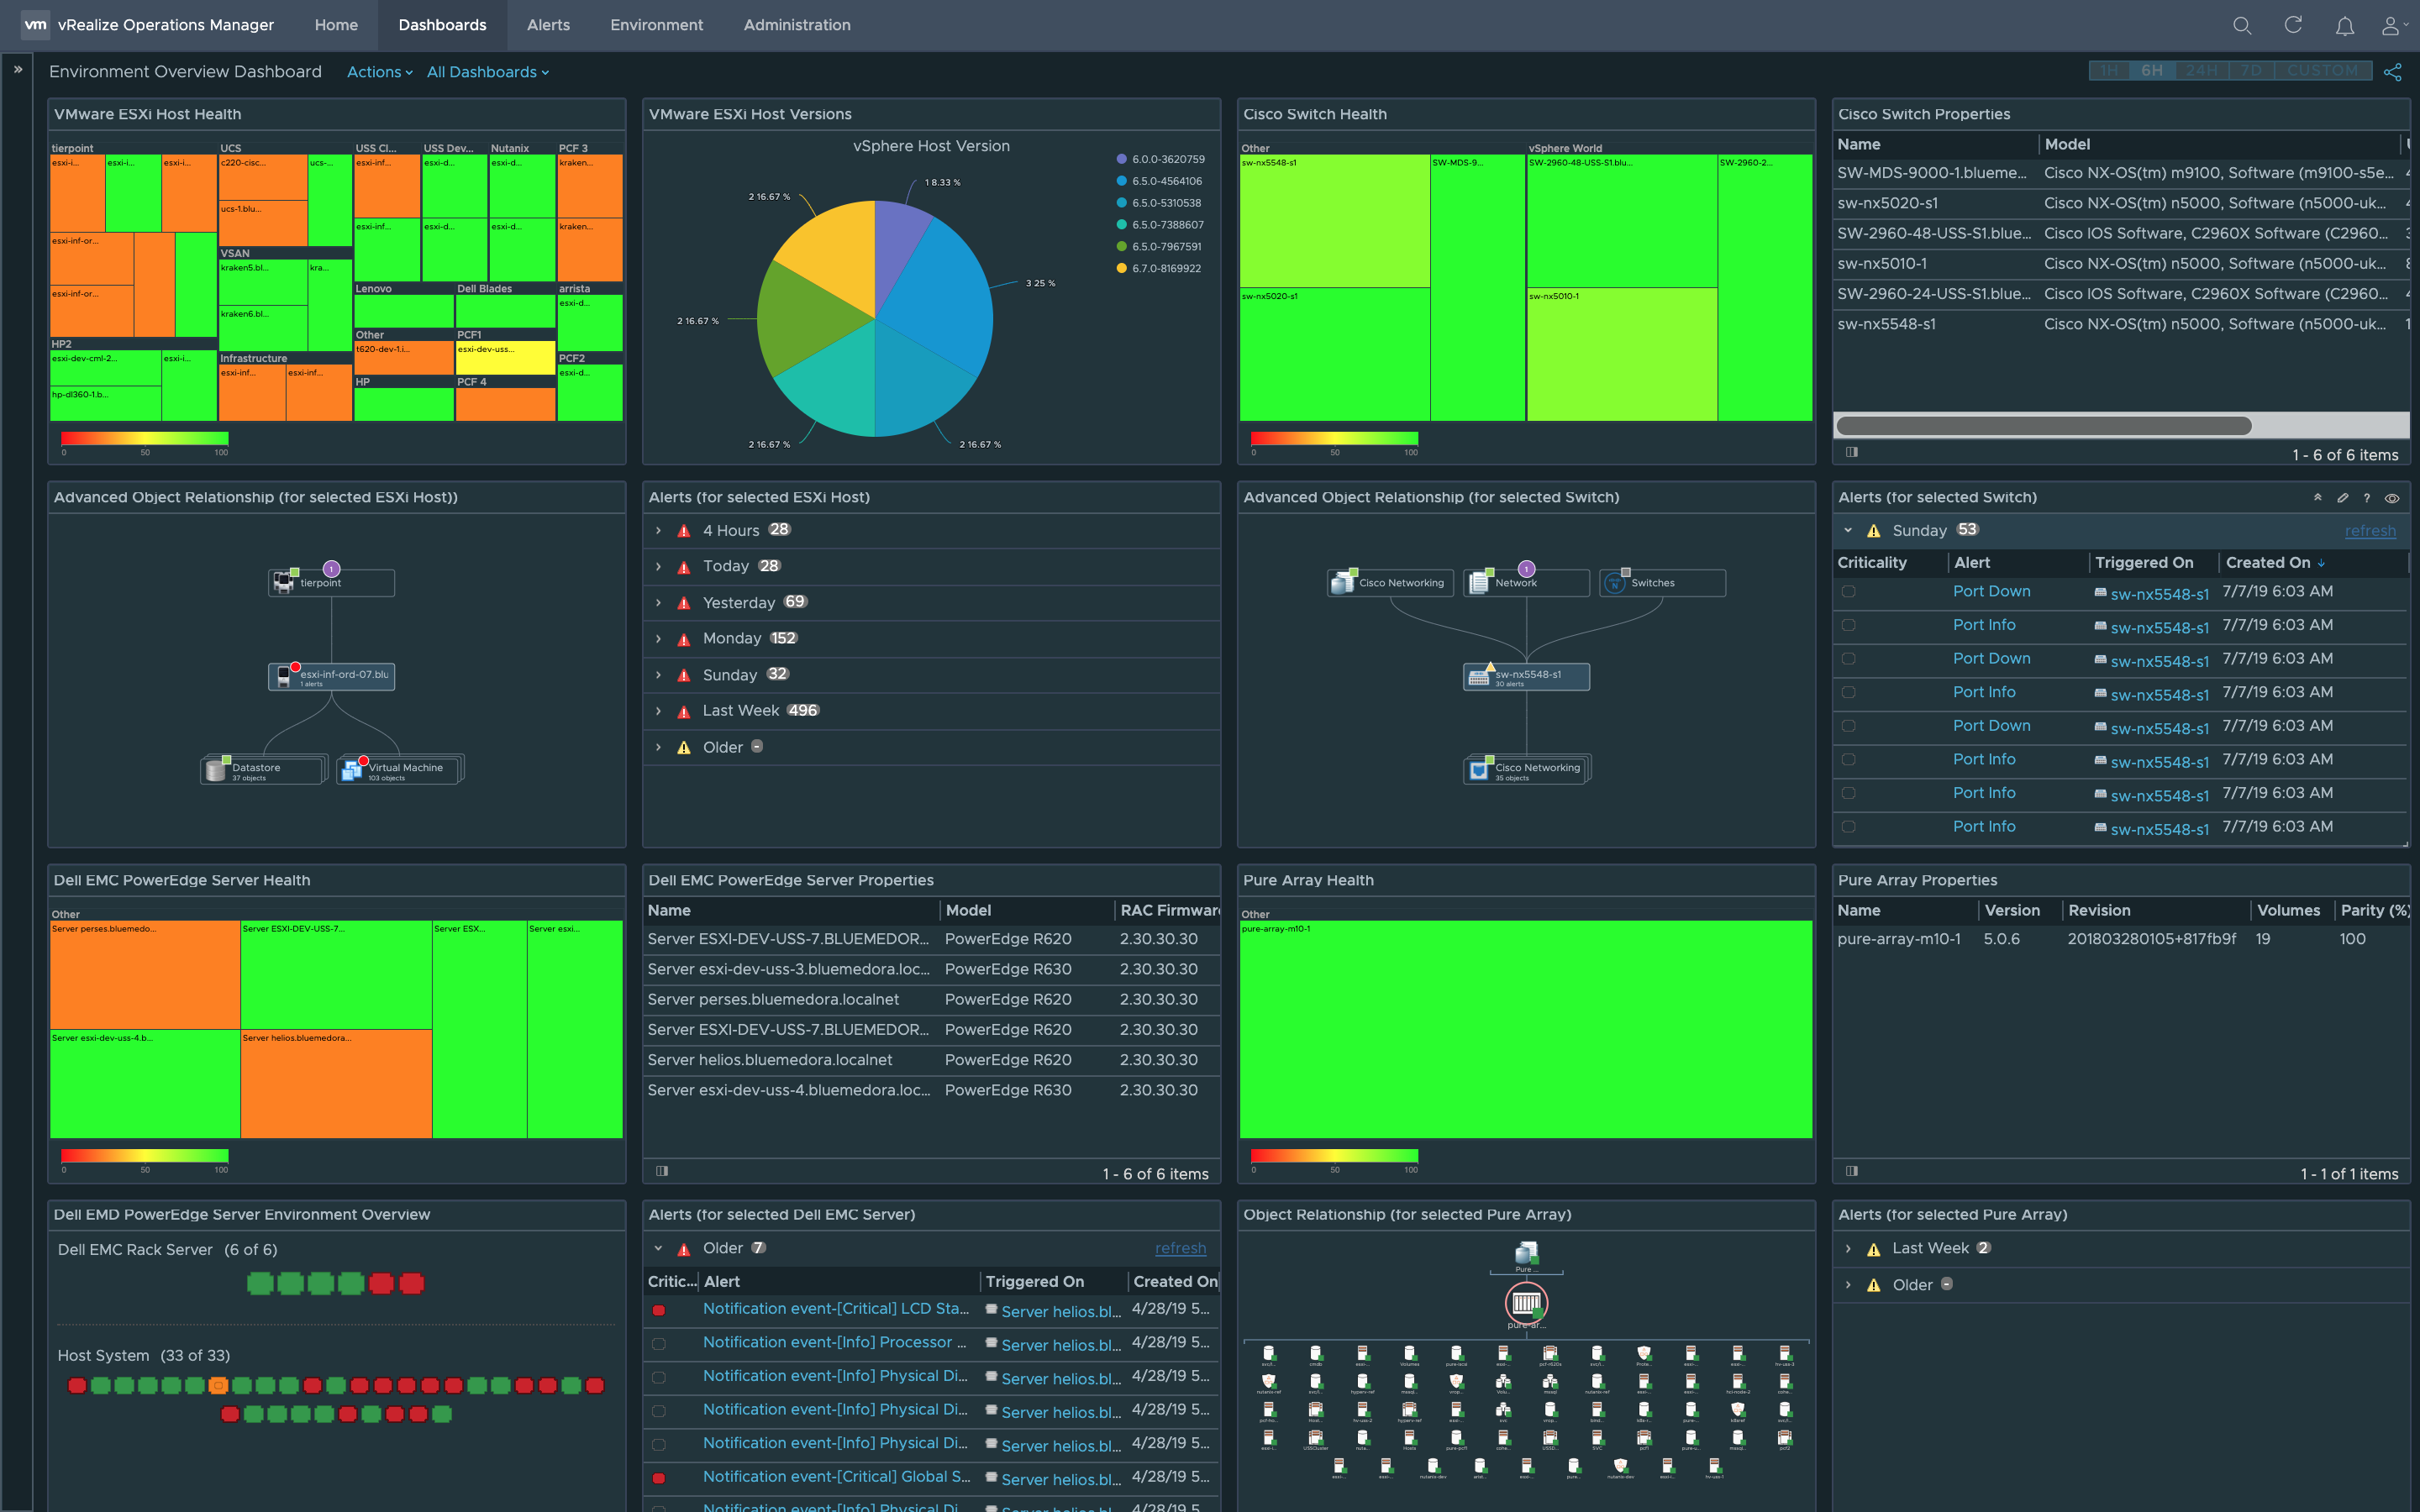 vm vRealize Operations Manager Home Dashboards Alerts Environment Administration
Environment Overview Dashboard Actions All Dashboards 1H 6H 24H 7D CUSTOM
VMware ESXi Host Health
tierpoint UCS USS Cl... USS Dev... Nutanix PCF 3
esxi-i... esxi-i... esxi-i... c220-cisc... ucs-... esxi-inf... esxi-d... esxi-d... kraken...
ucs-1.blu...
esxi-inf-or... esxi-inf... esxi-d... esxi-d... kraken...
VSAN
kraken5.bl... kra...
esxi-inf-or... Lenovo Dell Blades arrista
esxi-d...
kraken6.bl...
Other PCF1
HP2 t620-dev-1.i... esxi-dev-uss...
esxi-dev-cml-2... esxi-i... Infrastructure PCF2
esxi-inf... esxi-inf... esxi-d...
HP PCF 4
hp-dl360-1.b...
0 50 100
VMware ESXi Host Versions
vSphere Host Version
6.0.0-3620759
6.5.0-4564106
6.5.0-5310538
6.5.0-7388607
6.5.0-7967591
6.7.0-8169922
1 8.33 %
2 16.67 %
3 25 %
2 16.67 %
2 16.67 %
2 16.67 %
Cisco Switch Health
Other vSphere World
sw-nx5548-s1 SW-MDS-9... SW-2960-48-USS-S1.blu... SW-2960-2...
sw-nx5020-s1 sw-nx5010-1
0 50 100
Cisco Switch Properties
Name Model
SW-MDS-9000-1.blueme... Cisco NX-OS(tm) m9100, Software (m9100-s5e...
sw-nx5020-s1 Cisco NX-OS(tm) n5000, Software (n5000-uk...
SW-2960-48-USS-S1.blue... Cisco IOS Software, C2960X Software (C2960...
sw-nx5010-1 Cisco NX-OS(tm) n5000, Software (n5000-uk...
SW-2960-24-USS-S1.blue... Cisco IOS Software, C2960X Software (C2960...
sw-nx5548-s1 Cisco NX-OS(tm) n5000, Software (n5000-uk...
1 - 6 of 6 items
Advanced Object Relationship (for selected ESXi Host))
1
tierpoint
esxi-inf-ord-07.blu
1 alerts
Datastore
37 objects
Virtual Machine
103 objects
Alerts (for selected ESXi Host)
4 Hours 28
Today 28
Yesterday 69
Monday 152
Sunday 32
Last Week 496
Older -
Advanced Object Relationship (for selected Switch)
1
Cisco Networking Network Switches
sw-nx5548-s1
30 alerts
Cisco Networking
35 objects
Alerts (for selected Switch) ?
Sunday 53 refresh
Criticality Alert Triggered On Created On
Port Down sw-nx5548-s1 7/7/19 6:03 AM
Port Info sw-nx5548-s1 7/7/19 6:03 AM
Port Down sw-nx5548-s1 7/7/19 6:03 AM
Port Info sw-nx5548-s1 7/7/19 6:03 AM
Port Down sw-nx5548-s1 7/7/19 6:03 AM
Port Info sw-nx5548-s1 7/7/19 6:03 AM
Port Info sw-nx5548-s1 7/7/19 6:03 AM
Port Info sw-nx5548-s1 7/7/19 6:03 AM
Dell EMC PowerEdge Server Health
Other
Server perses.bluemedo... Server ESXI-DEV-USS-7... Server ESX... Server esxi...
Server esxi-dev-uss-4.b... Server helios.bluemedora...
0 50 100
Dell EMC PowerEdge Server Properties
Name Model RAC Firmware
Server ESXI-DEV-USS-7.BLUEMEDOR... PowerEdge R620 2.30.30.30
Server esxi-dev-uss-3.bluemedora.loc... PowerEdge R630 2.30.30.30
Server perses.bluemedora.localnet PowerEdge R620 2.30.30.30
Server ESXI-DEV-USS-7.BLUEMEDOR... PowerEdge R620 2.30.30.30
Server helios.bluemedora.localnet PowerEdge R620 2.30.30.30
Server esxi-dev-uss-4.bluemedora.loc... PowerEdge R630 2.30.30.30
1 - 6 of 6 items
Pure Array Health
Other
pure-array-m10-1
0 50 100
Pure Array Properties
Name Version Revision Volumes Parity (%)
pure-array-m10-1 5.0.6 201803280105+817fb9f 19 100
1 - 1 of 1 items
Dell EMD PowerEdge Server Environment Overview
Dell EMC Rack Server (6 of 6)
Host System (33 of 33)
Alerts (for selected Dell EMC Server)
Older 7 refresh
Critic... Alert Triggered On Created On
Notification event-[Critical] LCD Sta... Server helios.bl... 4/28/19 5...
Notification event-[Info] Processor ... Server helios.bl... 4/28/19 5...
Notification event-[Info] Physical Di... Server helios.bl... 4/28/19 5...
Notification event-[Info] Physical Di... Server helios.bl... 4/28/19 5...
Notification event-[Info] Physical Di... Server helios.bl... 4/28/19 5...
Notification event-[Critical] Global S... Server helios.bl... 4/28/19 5...
Notification event-[Info] Physical Di... Server helios.bl... 4/28/19 5...
Object Relationship (for selected Pure Array)
Pure ...
pure-ar...
Alerts (for selected Pure Array)
Last Week 2
Older -